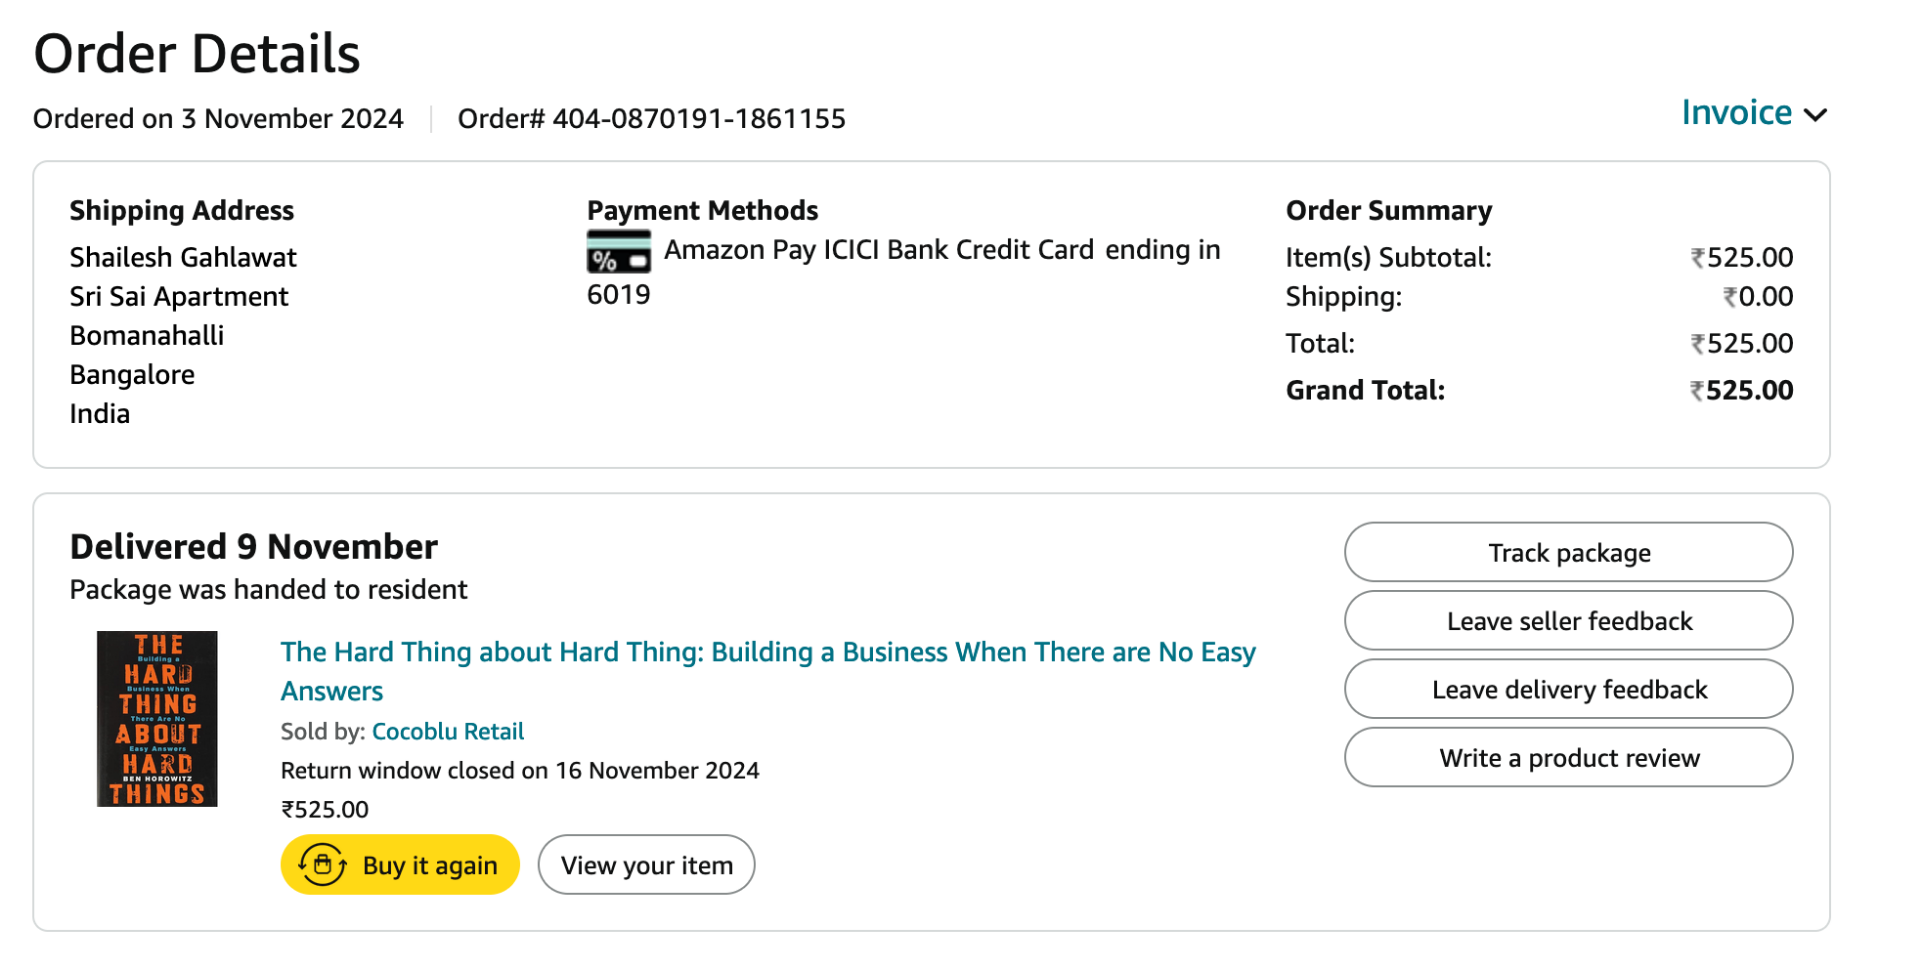 Order Details
Ordered on 3 November 2024
Order# 404-0870191-1861155
Invoice
Shipping Address
Shailesh Gahlawat
Sri Sai Apartment
Bomanahalli
Bangalore
India
Payment Methods
% Amazon Pay ICICI Bank Credit Card ending in
6019
Order Summary
Item(s) Subtotal: ₹525.00
Shipping: ₹0.00
Total: ₹525.00
Grand Total: ₹525.00
Delivered 9 November
Package was handed to resident
THE
Building a
HARD
Business When
THING
There Are No
ABOUT
Easy Answers
HARD
BEN HOROWITZ
THINGS
The Hard Thing about Hard Thing: Building a Business When There are No Easy
Answers
Sold by: Cocoblu Retail
Return window closed on 16 November 2024
₹525.00
Buy it again
View your item
Track package
Leave seller feedback
Leave delivery feedback
Write a product review